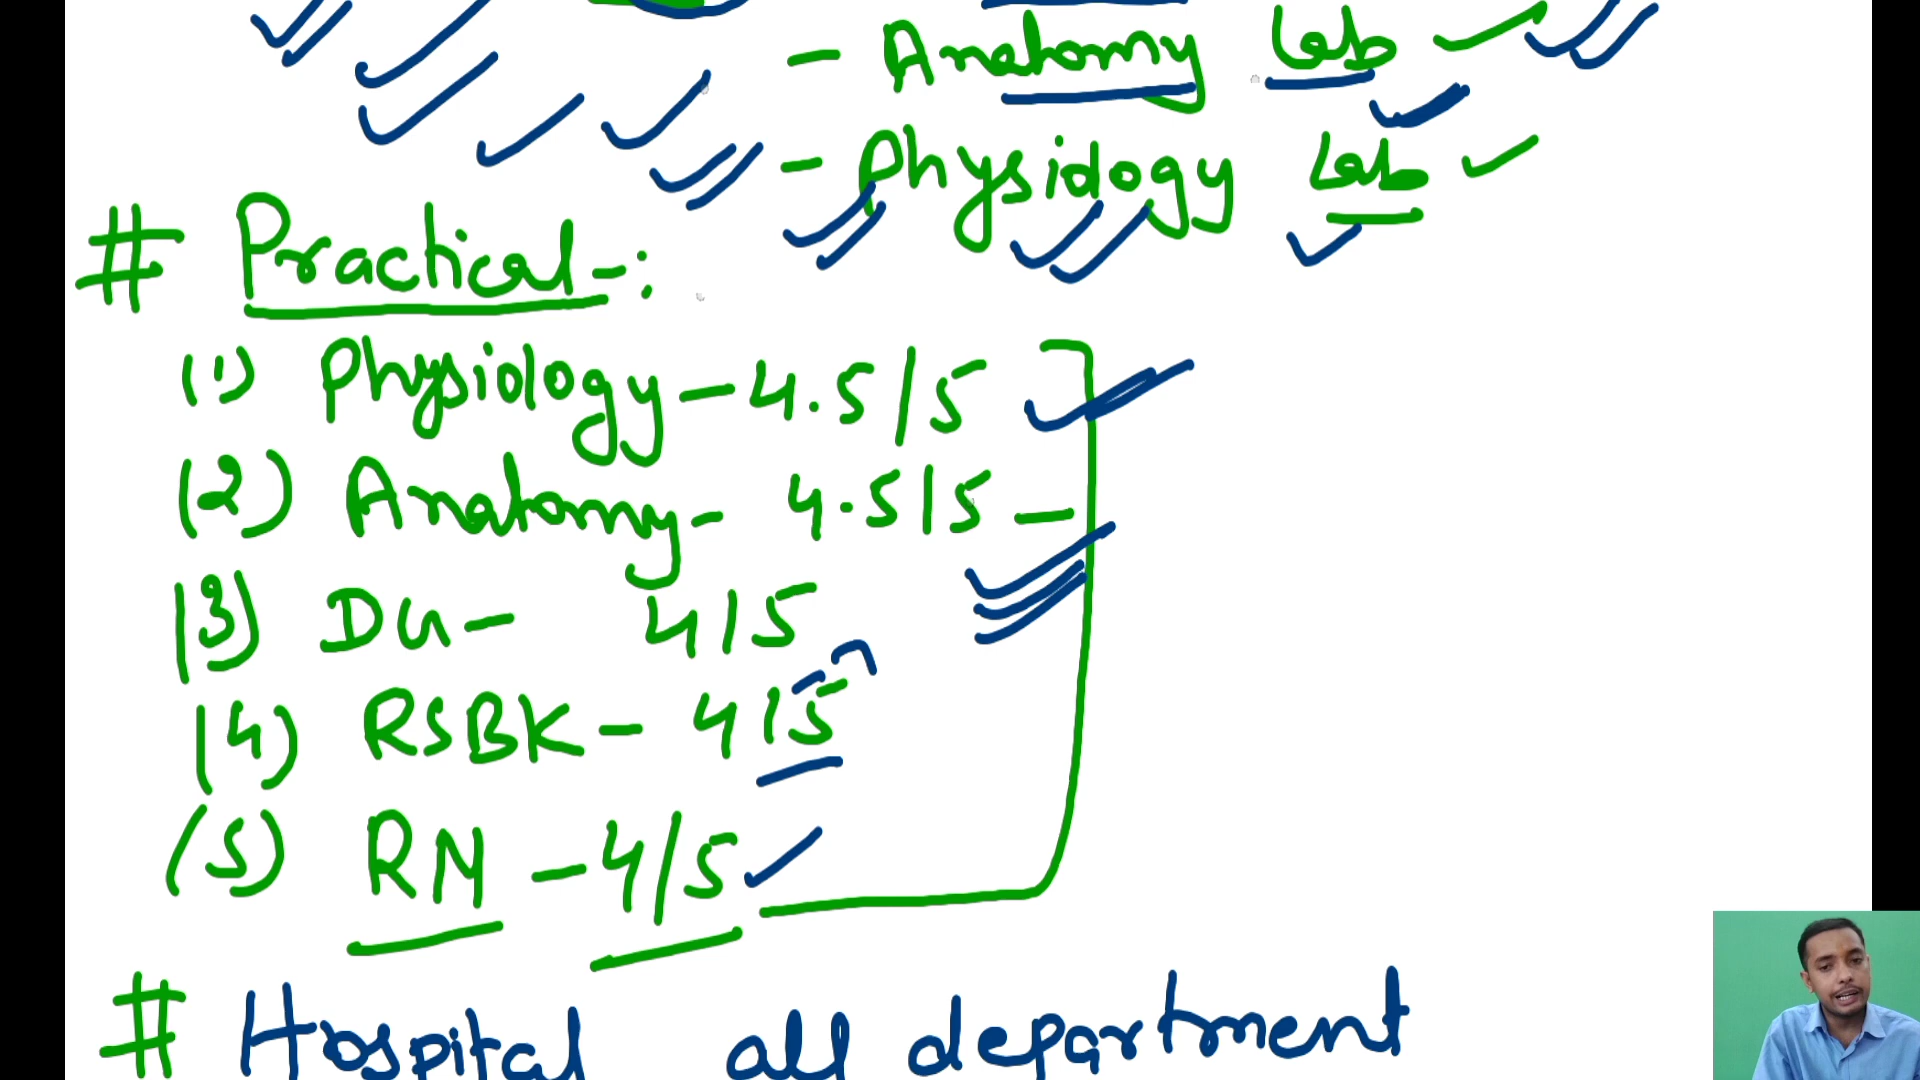 - Anatomy Lab
- Physiology Lab
# Practical -:
(1) Physiology - 4.5/5
(2) Anatomy - 4.5/5 -
(3) DG - 4/5
(4) RSBK - 4/5
(5) RN - 4/5
# Hospital all department